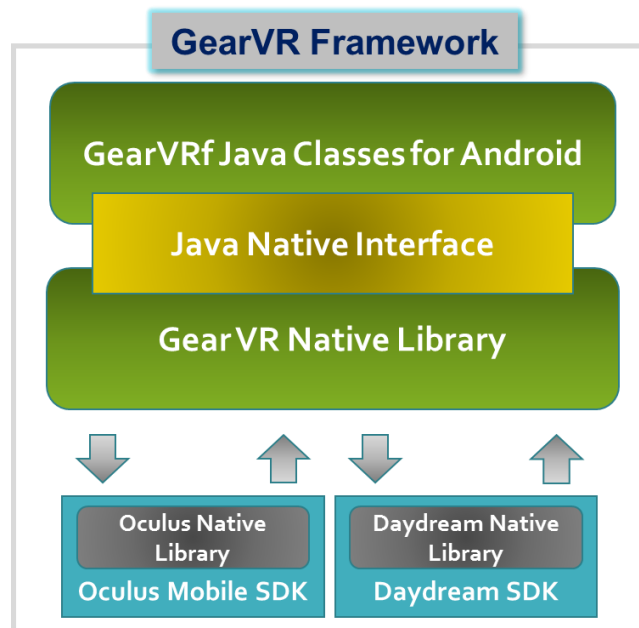 GearVR Framework
GearVRf Java Classes for Android
Java Native Interface
Gear VR Native Library
Oculus Native
Library
Oculus Mobile SDK
Daydream Native
Library
Daydream SDK